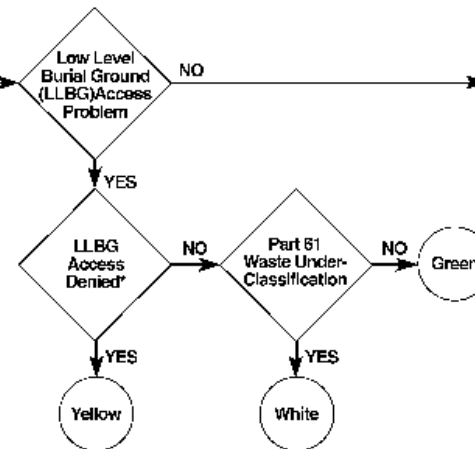 Low Level
Burial Ground
(LLBG)Access
Problem
NO
YES
LLBG
Access
Denied*
NO
Part 61
Waste Under-
Classification
NO
Green
YES
YES
Yellow
White